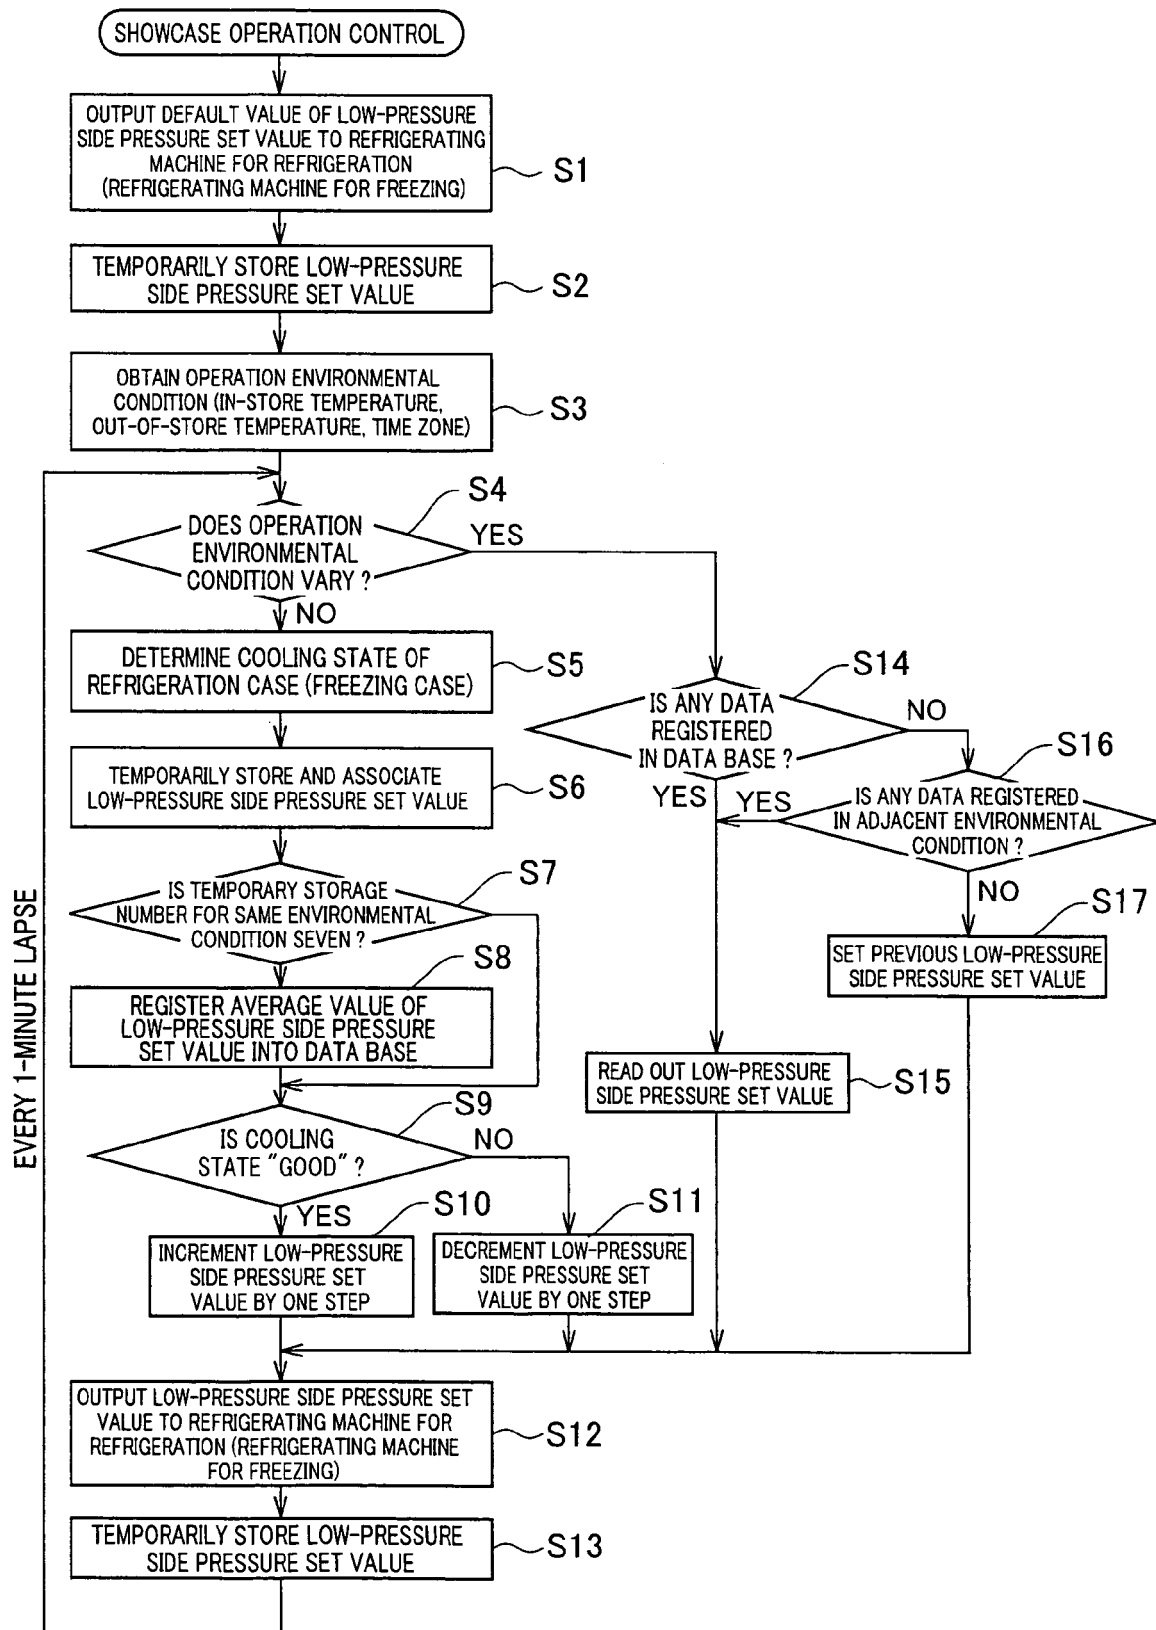 SHOWCASE OPERATION CONTROL
OUTPUT DEFAULT VALUE OF LOW-PRESSURE
SIDE PRESSURE SET VALUE TO REFRIGERATING
MACHINE FOR REFRIGERATION
(REFRIGERATING MACHINE FOR FREEZING)
S1
TEMPORARILY STORE LOW-PRESSURE
SIDE PRESSURE SET VALUE
S2
OBTAIN OPERATION ENVIRONMENTAL
CONDITION (IN-STORE TEMPERATURE,
OUT-OF-STORE TEMPERATURE, TIME ZONE)
S3
S4
DOES OPERATION
ENVIRONMENTAL
CONDITION VARY ?
YES
NO
DETERMINE COOLING STATE OF
REFRIGERATION CASE (FREEZING CASE)
S5
S14
IS ANY DATA
REGISTERED
IN DATA BASE ?
NO
YES
S16
IS ANY DATA REGISTERED
IN ADJACENT ENVIRONMENTAL
CONDITION ?
YES
NO
TEMPORARILY STORE AND ASSOCIATE
LOW-PRESSURE SIDE PRESSURE SET VALUE
S6
S7
IS TEMPORARY STORAGE
NUMBER FOR SAME ENVIRONMENTAL
CONDITION SEVEN ?
S17
SET PREVIOUS LOW-PRESSURE
SIDE PRESSURE SET VALUE
S8
REGISTER AVERAGE VALUE OF
LOW-PRESSURE SIDE PRESSURE
SET VALUE INTO DATA BASE
READ OUT LOW-PRESSURE
SIDE PRESSURE SET VALUE
S15
S9
IS COOLING
STATE "GOOD" ?
NO
YES
S10
INCREMENT LOW-PRESSURE
SIDE PRESSURE SET
VALUE BY ONE STEP
S11
DECREMENT LOW-PRESSURE
SIDE PRESSURE SET
VALUE BY ONE STEP
OUTPUT LOW-PRESSURE SIDE PRESSURE SET
VALUE TO REFRIGERATING MACHINE FOR
REFRIGERATION (REFRIGERATING MACHINE
FOR FREEZING)
S12
TEMPORARILY STORE LOW-PRESSURE
SIDE PRESSURE SET VALUE
S13
EVERY 1-MINUTE LAPSE